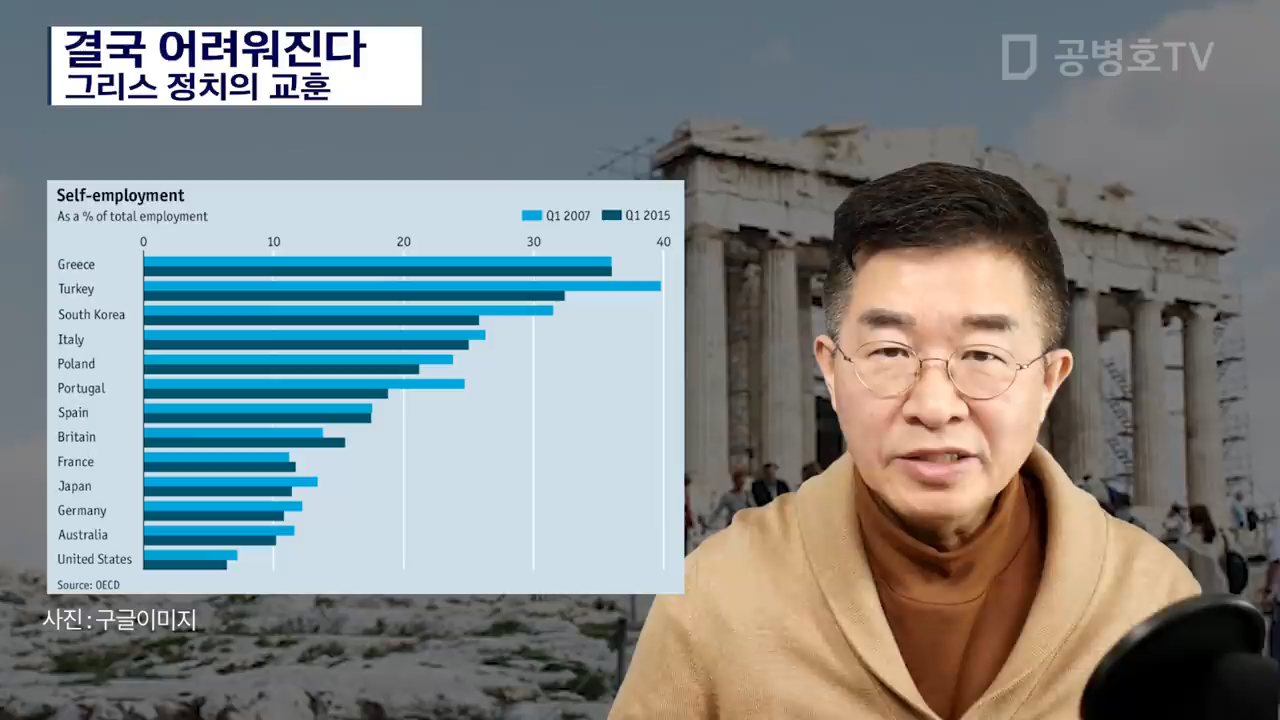 결국 어려워진다
그리스 정치의 교훈
공병호TV
Self-employment
As a % of total employment
Q1 2007
Q1 2015
0 10 20 30 40
Greece
Turkey
South Korea
Italy
Poland
Portugal
Spain
Britain
France
Japan
Germany
Australia
United States
Source: OECD
사진 : 구글이미지